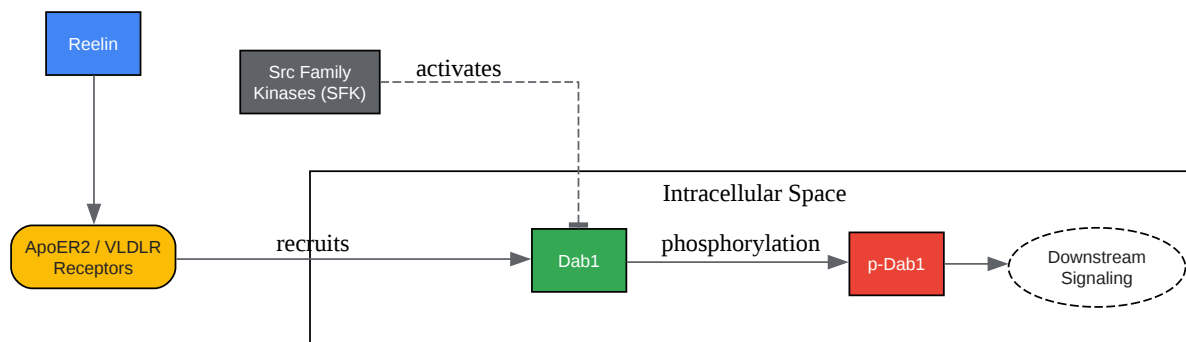 Reelin
Src Family
Kinases (SFK)
activates
Intracellular Space
ApoER2 / VLDLR
Receptors
recruits
Dab1
phosphorylation
p-Dab1
Downstream
Signaling